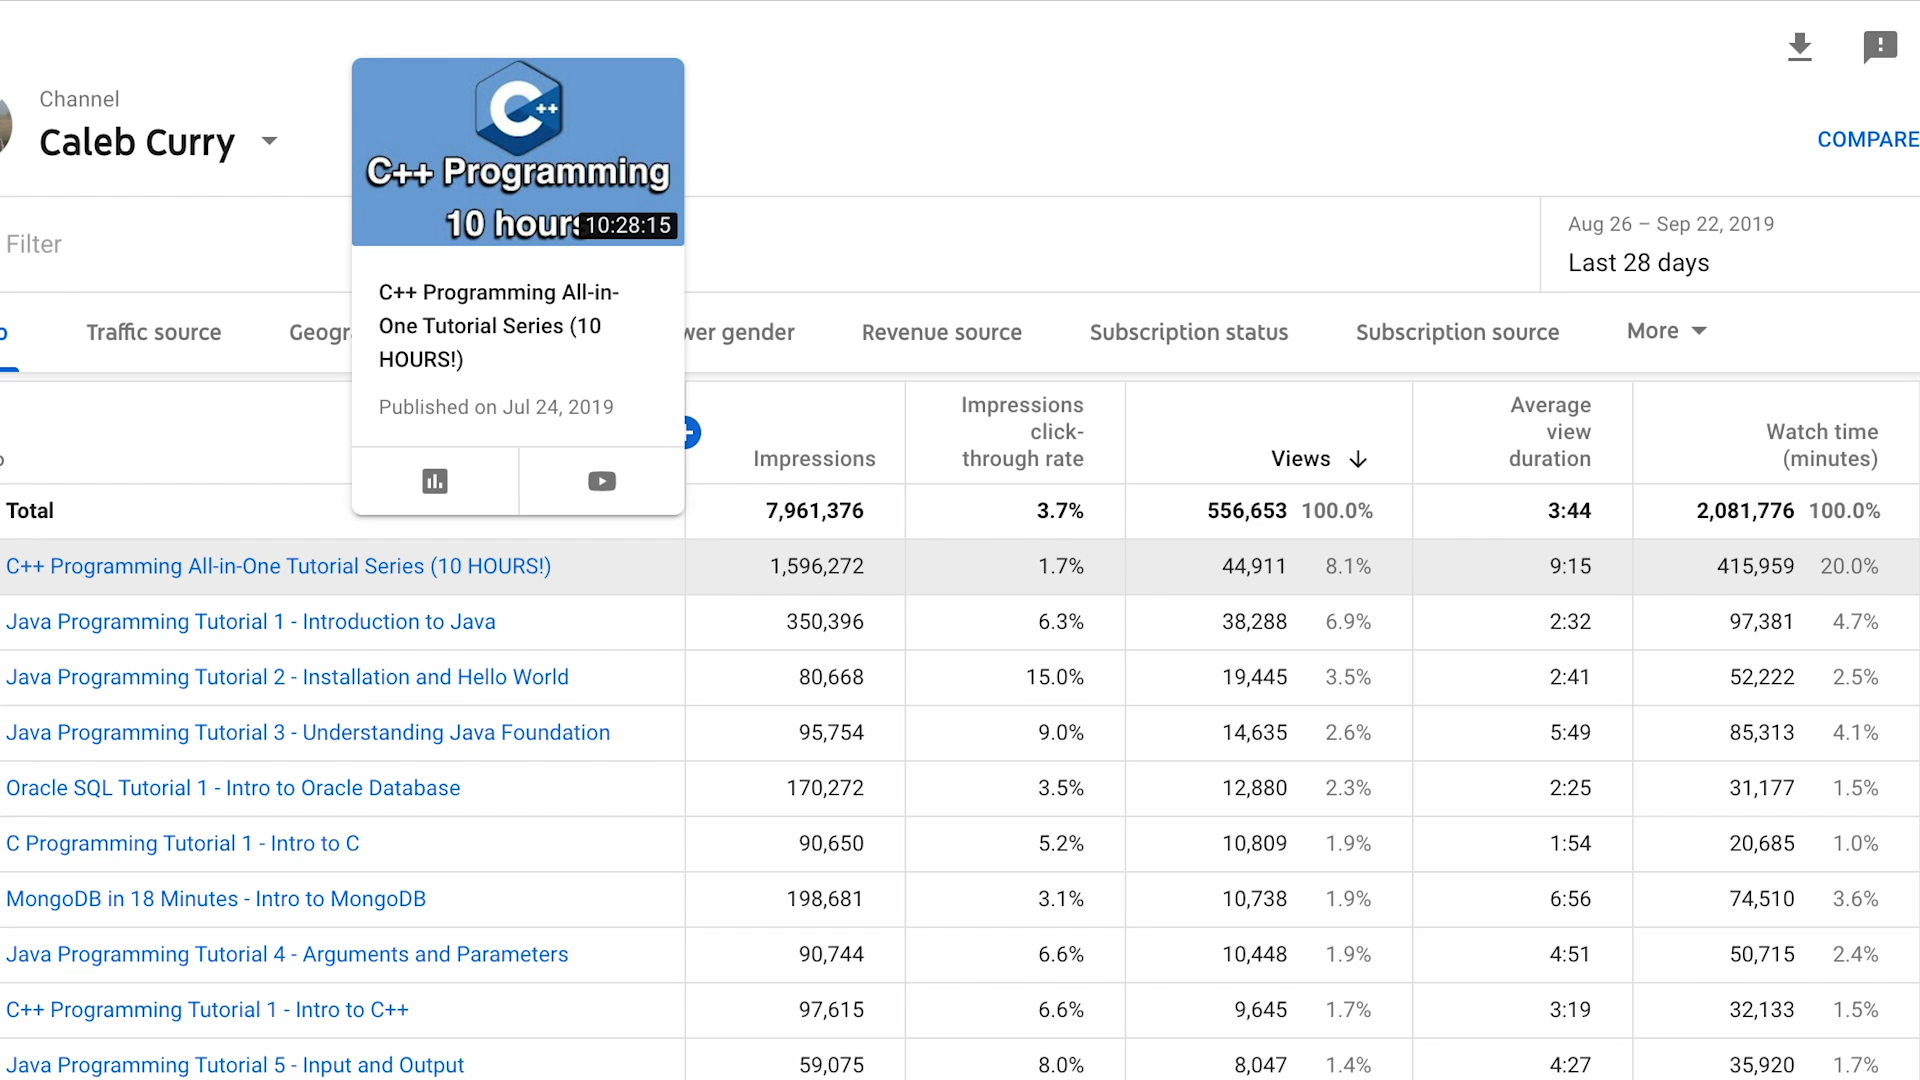 Channel
Caleb Curry
C++
C++ Programming
10 hours
10:28:15
COMPARE
Filter
Aug 26 – Sep 22, 2019
Last 28 days
C++ Programming All-in-
One Tutorial Series (10
HOURS!)
Published on Jul 24, 2019
Traffic source
Geogr
wer gender
Revenue source
Subscription status
Subscription source
More
Impressions
Impressions
click-
through rate
Views
Average
view
duration
Watch time
(minutes)
Total 7,961,376 3.7% 556,653 100.0% 3:44 2,081,776 100.0%
C++ Programming All-in-One Tutorial Series (10 HOURS!) 1,596,272 1.7% 44,911 8.1% 9:15 415,959 20.0%
Java Programming Tutorial 1 - Introduction to Java 350,396 6.3% 38,288 6.9% 2:32 97,381 4.7%
Java Programming Tutorial 2 - Installation and Hello World 80,668 15.0% 19,445 3.5% 2:41 52,222 2.5%
Java Programming Tutorial 3 - Understanding Java Foundation 95,754 9.0% 14,635 2.6% 5:49 85,313 4.1%
Oracle SQL Tutorial 1 - Intro to Oracle Database 170,272 3.5% 12,880 2.3% 2:25 31,177 1.5%
C Programming Tutorial 1 - Intro to C 90,650 5.2% 10,809 1.9% 1:54 20,685 1.0%
MongoDB in 18 Minutes - Intro to MongoDB 198,681 3.1% 10,738 1.9% 6:56 74,510 3.6%
Java Programming Tutorial 4 - Arguments and Parameters 90,744 6.6% 10,448 1.9% 4:51 50,715 2.4%
C++ Programming Tutorial 1 - Intro to C++ 97,615 6.6% 9,645 1.7% 3:19 32,133 1.5%
Java Programming Tutorial 5 - Input and Output 59,075 8.0% 8,047 1.4% 4:27 35,920 1.7%